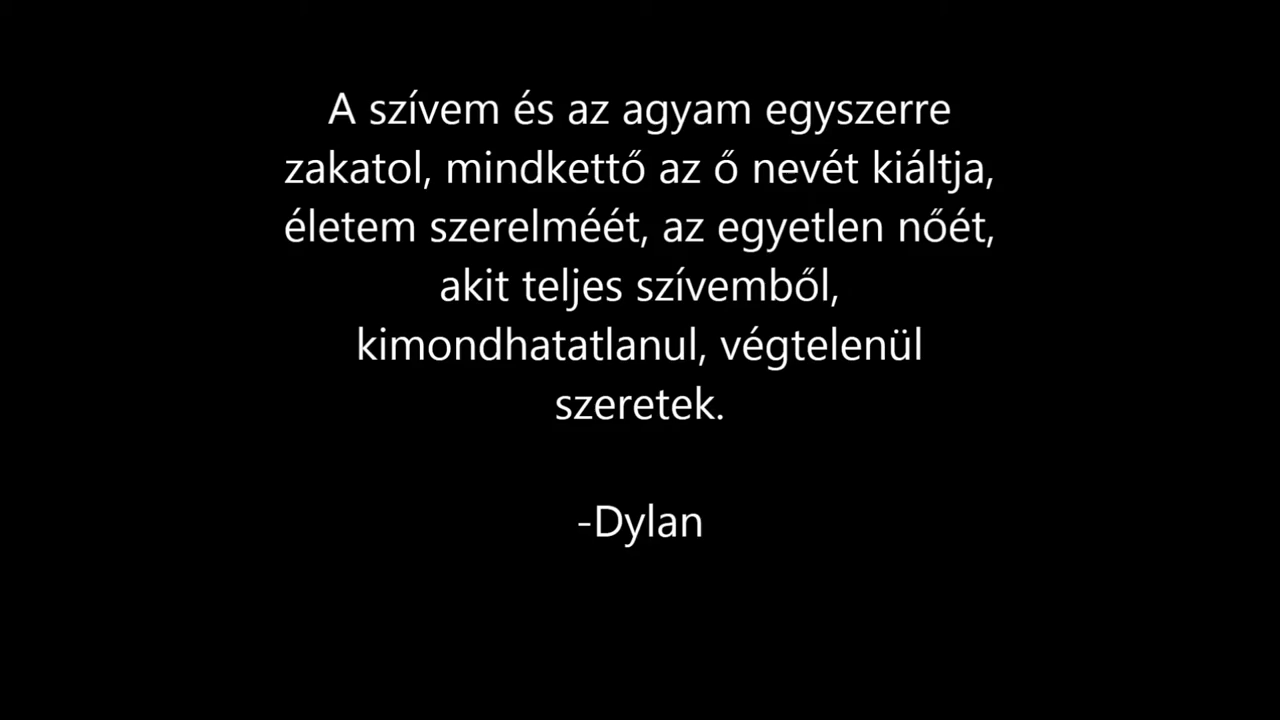 A szívem és az agyam egyszerre
zakatol, mindkettő az ő nevét kiáltja,
életem szerelméét, az egyetlen nőét,
akit teljes szívemből,
kimondhatatlanul, végtelenül
szeretek.
-Dylan